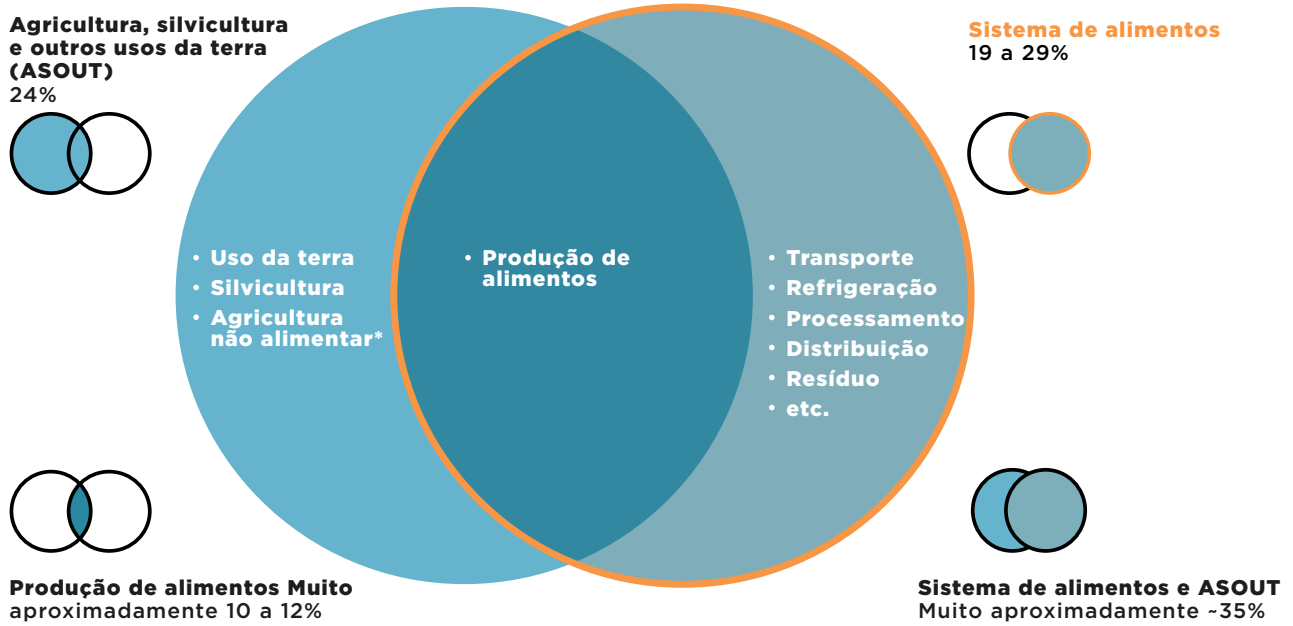 Agricultura, silvicultura
e outros usos da terra
(ASOUT)
24%
Sistema de alimentos
19 a 29%
• Uso da terra
• Silvicultura
• Agricultura
não alimentar*
• Produção de
alimentos
• Transporte
• Refrigeração
• Processamento
• Distribuição
• Resíduo
• etc.
Produção de alimentos Muito
aproximadamente 10 a 12%
Sistema de alimentos e ASOUT
Muito aproximadamente ~35%